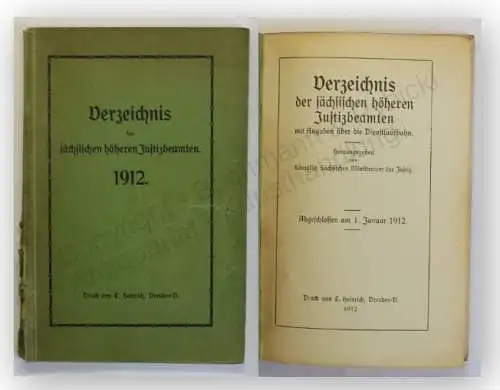 Verzeichnis
der
sächsischen höheren Justizbeamten.
1912.
Druck von C. Heinrich, Dresden-N.
Verzeichnis
der sächsischen höheren
Justizbeamten
mit Angaben über die Dienstlaufbahn.
Herausgegeben
vom
Königlich Sächsischen Ministerium der Justiz.
Abgeschlossen am 1. Januar 1912.
Druck von C. Heinrich, Dresden-N.
1912